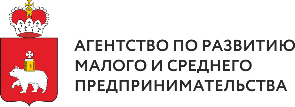 АГЕНТСТВО ПО РАЗВИТИЮ
МАЛОГО И СРЕДНЕГО
ПРЕДПРИНИМАТЕЛЬСТВА